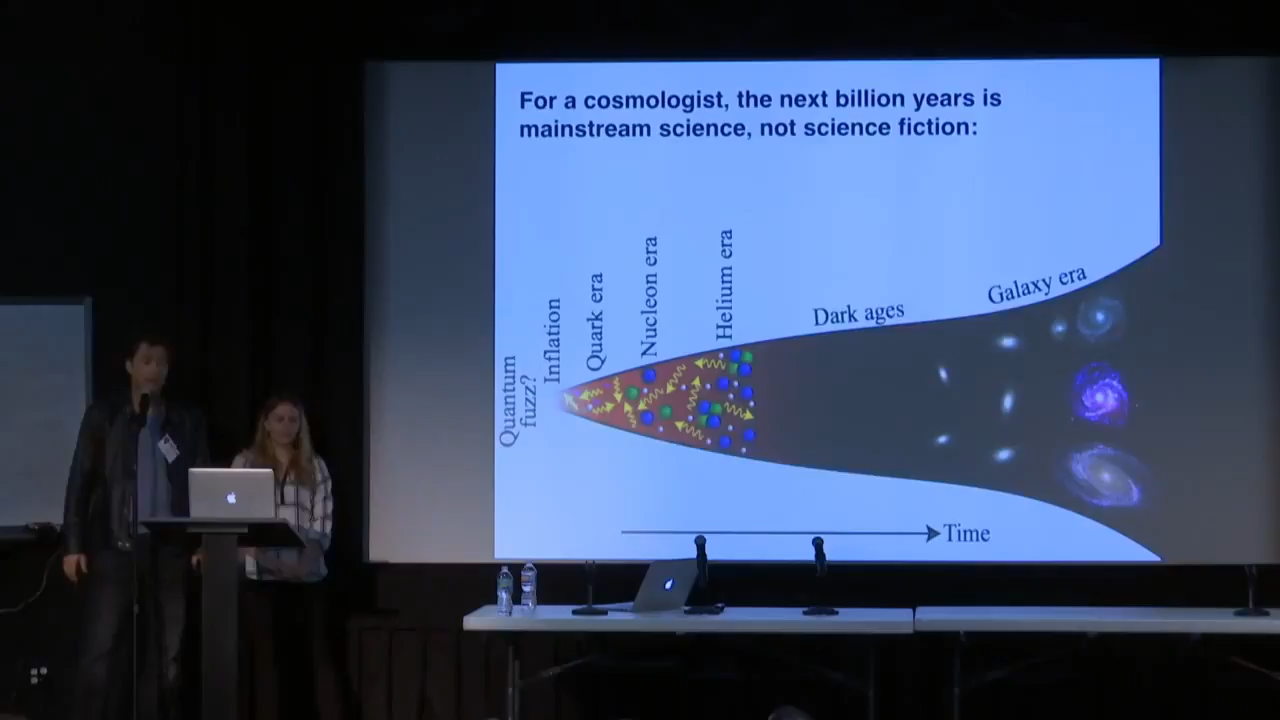 For a cosmologist, the next billion years is
mainstream science, not science fiction:
Quantum
fuzz?
Inflation
Quark era
Nucleon era
Helium era
Dark ages
Galaxy era
Time